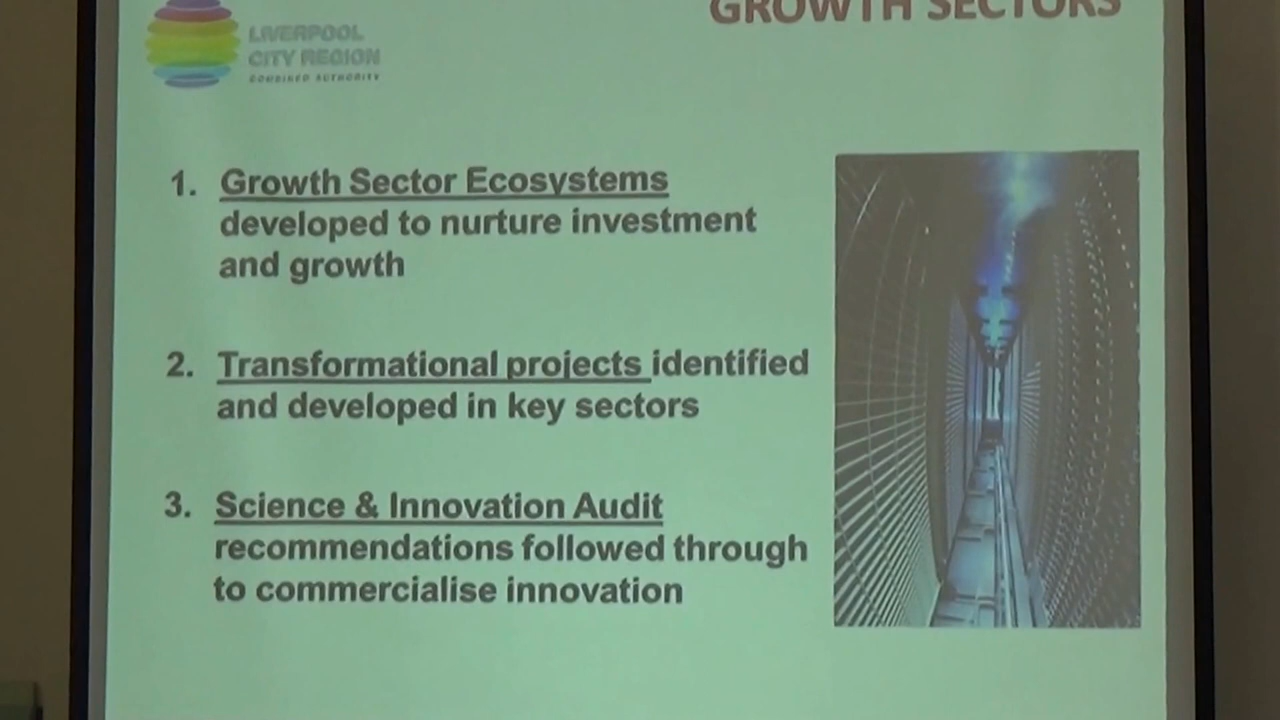 GROWTH SECTORS
LIVERPOOL
CITY REGION
COMBINED AUTHORITY
1. Growth Sector Ecosystems
developed to nurture investment
and growth
2. Transformational projects identified
and developed in key sectors
3. Science & Innovation Audit
recommendations followed through
to commercialise innovation